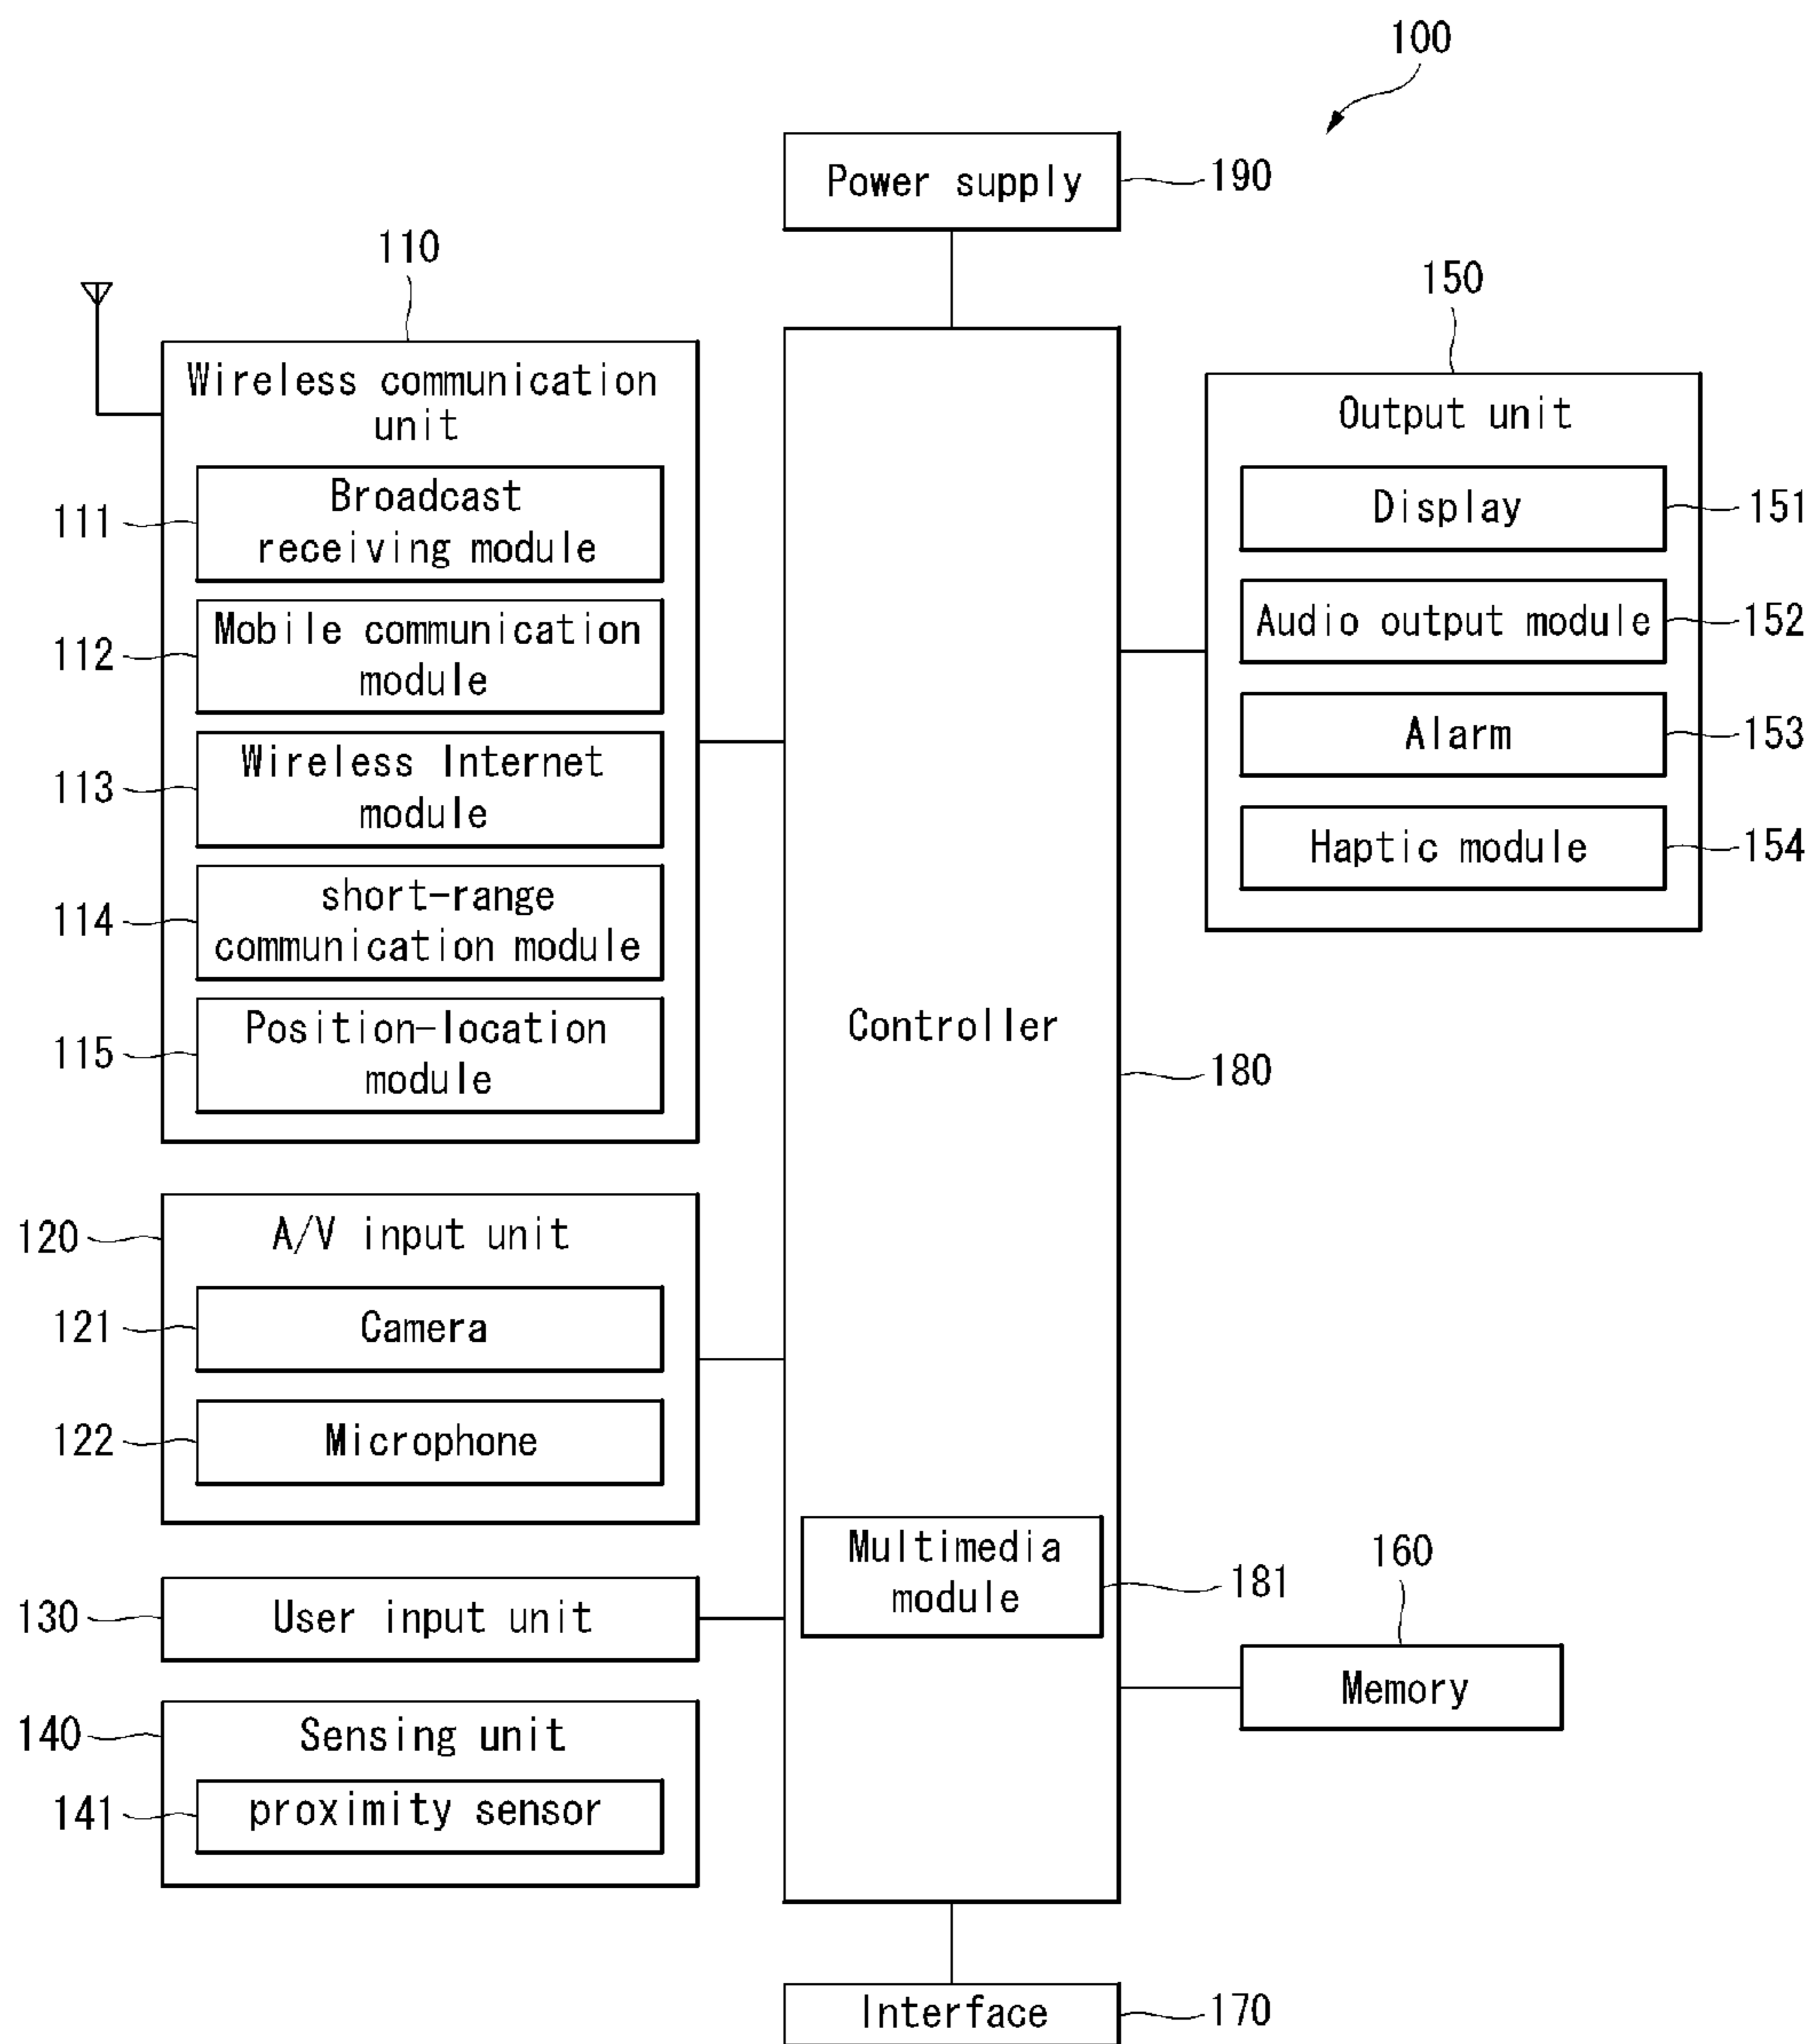 100
Power supply
190
110
Wireless communication
unit
111
Broadcast
receiving module
112
Mobile communication
module
113
Wireless Internet
module
114
short-range
communication module
115
Position-location
module
120
A/V input unit
121
Camera
122
Microphone
130
User input unit
140
Sensing unit
141
proximity sensor
Controller
180
Multimedia
module
181
150
Output unit
Display
151
Audio output module
152
Alarm
153
Haptic module
154
160
Memory
Interface
170